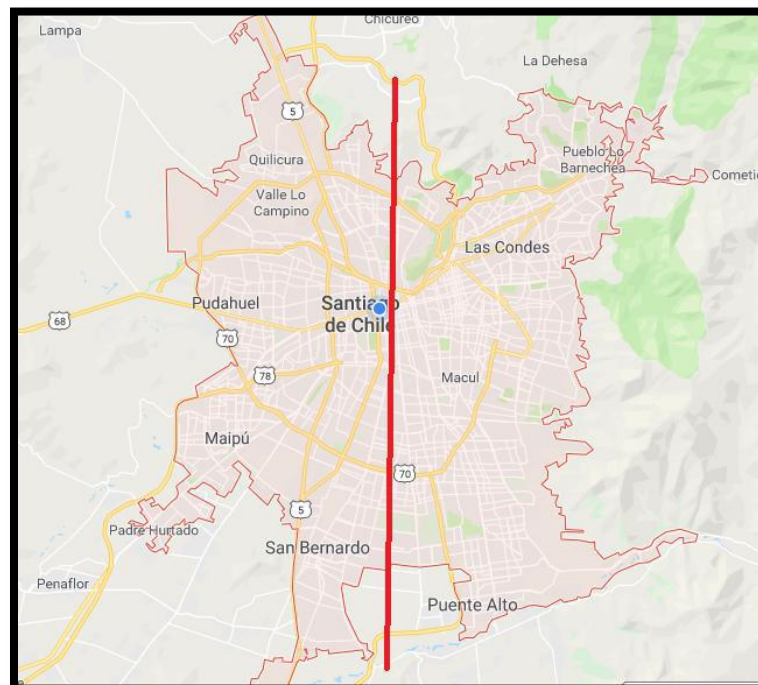 Chicureo
Lampa
La Dehesa
5
Quilicura
Pueblo Lo
Barnechea
Valle Lo
Campino
Las Condes
Pudahuel
Santiago
de Chile
68
70
78
Macul
Maipú
70
5
Padre Hurtado
San Bernardo
Penaflor
Puente Alto